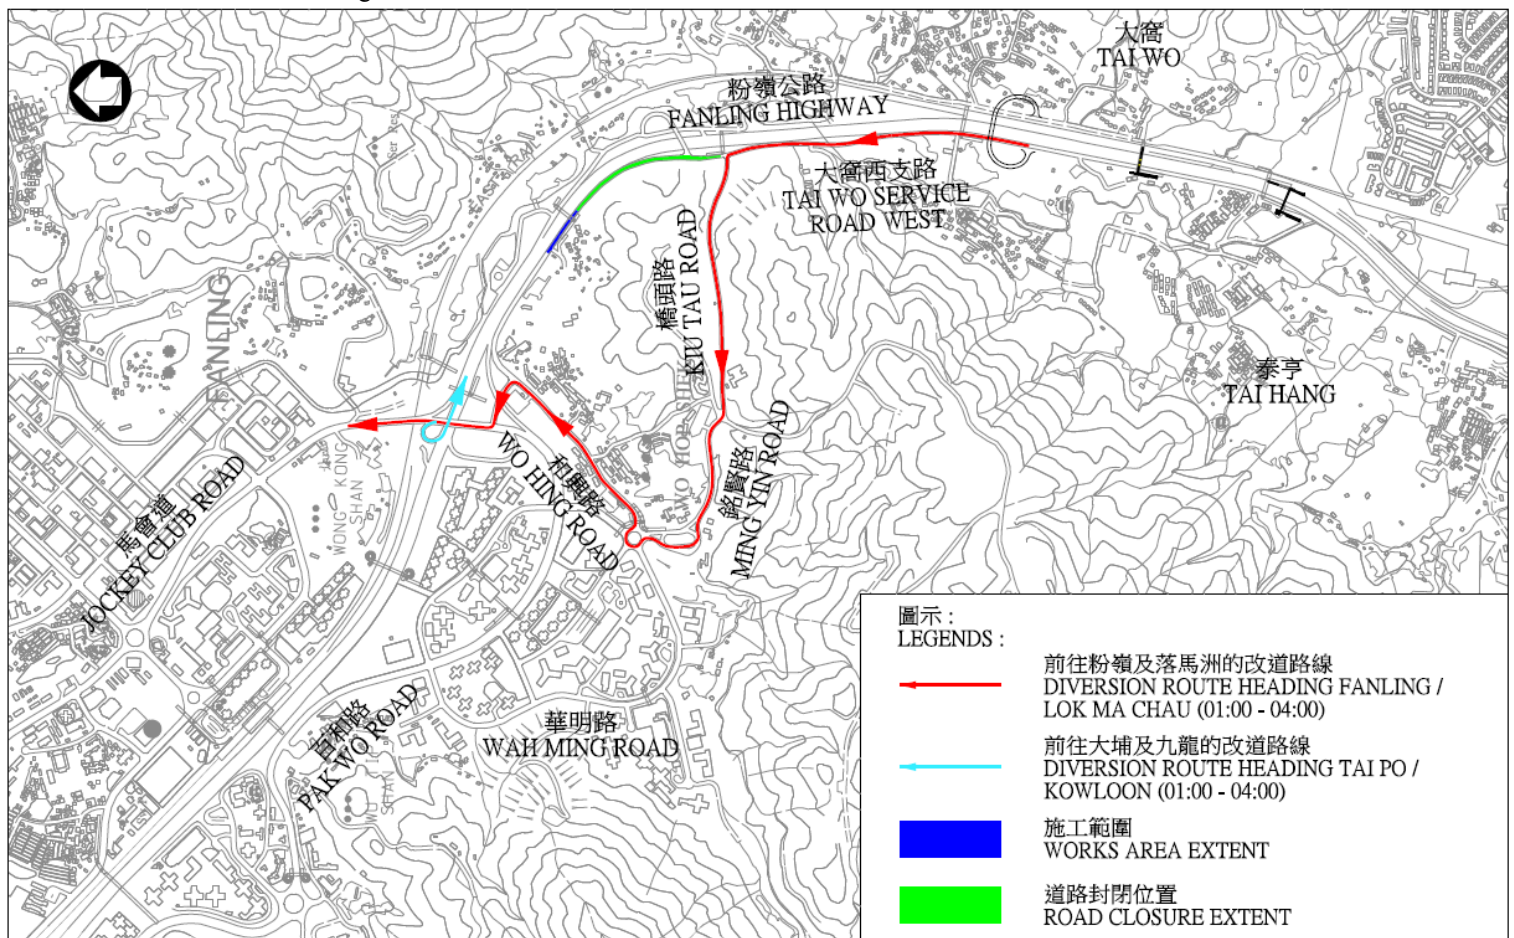 大窩
TAI WO
粉嶺公路
FANLING HIGHWAY
大窩西支路
TAI WO SERVICE
ROAD WEST
橋頭路
KIU TAU ROAD
FANLING
泰亨
TAI HANG
和興路
WO HING ROAD
銘賢路
MING YIN ROAD
WO HOP SHEK
WONG KONG
SHAN
馬會道
JOCKEY CLUB ROAD
百和路
PAK WO ROAD
華明路
WAH MING ROAD
圖示 :
LEGENDS :
前往粉嶺及落馬洲的改道路線
DIVERSION ROUTE HEADING FANLING /
LOK MA CHAU (01:00 - 04:00)
前往大埔及九龍的改道路線
DIVERSION ROUTE HEADING TAI PO /
KOWLOON (01:00 - 04:00)
施工範圍
WORKS AREA EXTENT
道路封閉位置
ROAD CLOSURE EXTENT